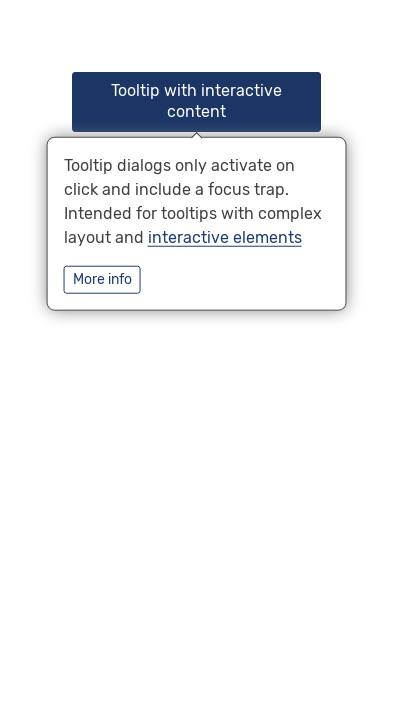 Tooltip with interactive
content
Tooltip dialogs only activate on
click and include a focus trap.
Intended for tooltips with complex
layout and interactive elements
More info